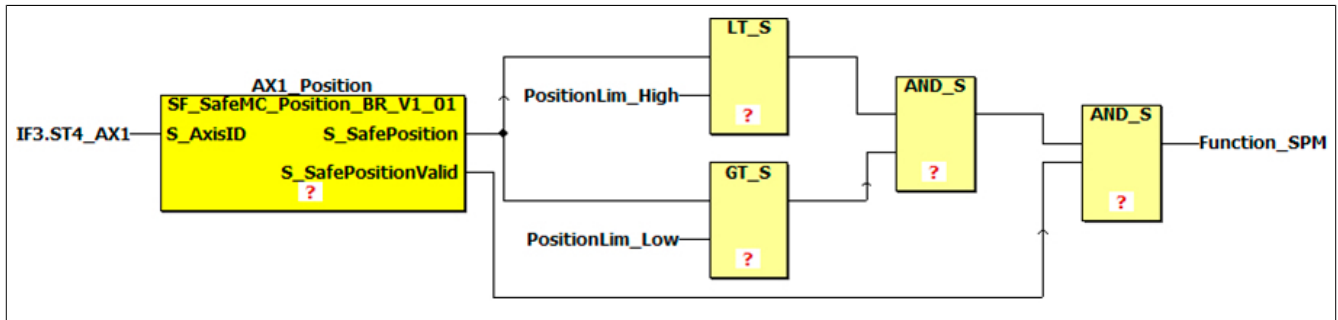 LT_S
AX1_Position
SF_SafeMC_Position_BR_V1_01
PositionLim_High
AND_S
?
IF3.ST4_AX1
S_AxisID
S_SafePosition
AND_S
Function_SPM
S_SafePositionValid
GT_S
?
?
?
PositionLim_Low
?